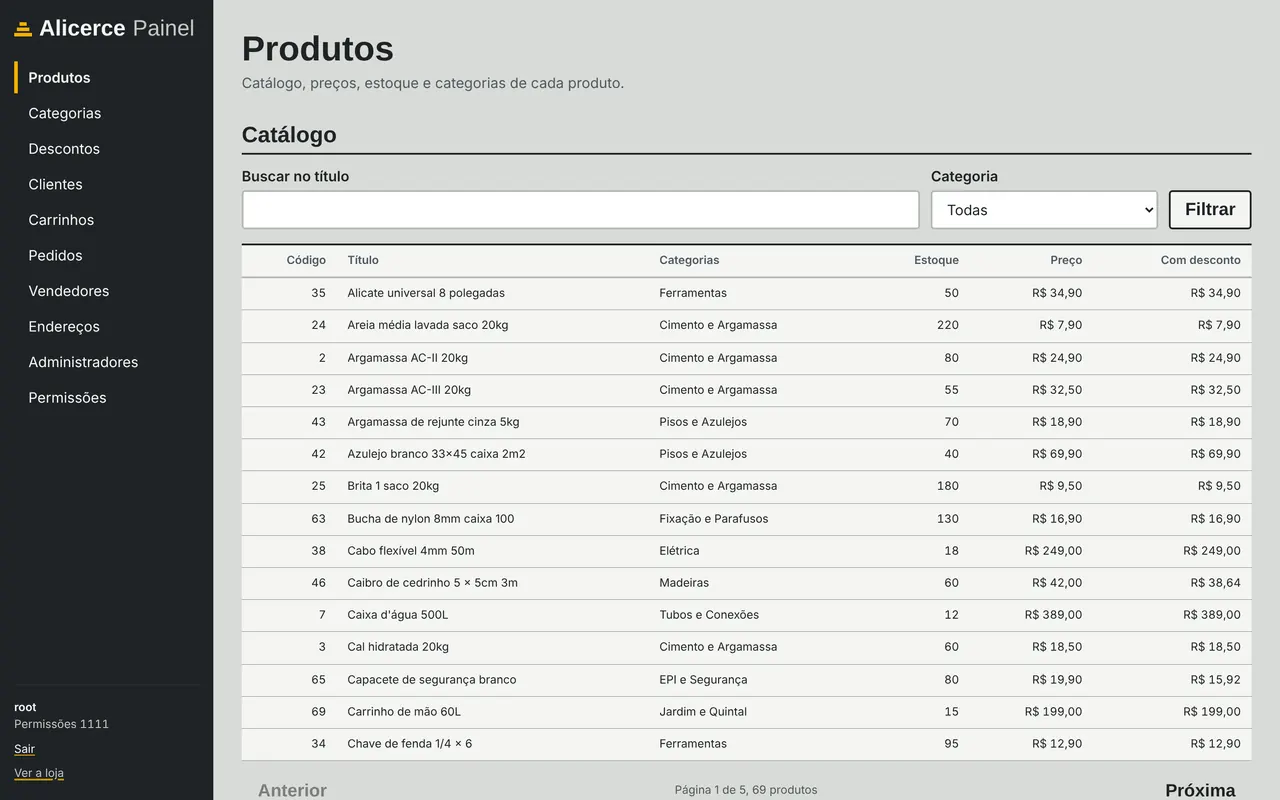 Alicerce Painel
Produtos
Categorias
Descontos
Clientes
Carrinhos
Pedidos
Vendedores
Endereços
Administradores
Permissões
root
Permissões 1111
Sair
Ver a loja
Produtos
Catálogo, preços, estoque e categorias de cada produto.
Catálogo
Buscar no título Categoria
Todas Filtrar
Código Título Categorias Estoque Preço Com desconto
35 Alicate universal 8 polegadas Ferramentas 50 R$ 34,90 R$ 34,90
24 Areia média lavada saco 20kg Cimento e Argamassa 220 R$ 7,90 R$ 7,90
2 Argamassa AC-II 20kg Cimento e Argamassa 80 R$ 24,90 R$ 24,90
23 Argamassa AC-III 20kg Cimento e Argamassa 55 R$ 32,50 R$ 32,50
43 Argamassa de rejunte cinza 5kg Pisos e Azulejos 70 R$ 18,90 R$ 18,90
42 Azulejo branco 33×45 caixa 2m2 Pisos e Azulejos 40 R$ 69,90 R$ 69,90
25 Brita 1 saco 20kg Cimento e Argamassa 180 R$ 9,50 R$ 9,50
63 Bucha de nylon 8mm caixa 100 Fixação e Parafusos 130 R$ 16,90 R$ 16,90
38 Cabo flexível 4mm 50m Elétrica 18 R$ 249,00 R$ 249,00
46 Caibro de cedrinho 5 × 5cm 3m Madeiras 60 R$ 42,00 R$ 38,64
7 Caixa d'água 500L Tubos e Conexões 12 R$ 389,00 R$ 389,00
3 Cal hidratada 20kg Cimento e Argamassa 60 R$ 18,50 R$ 18,50
65 Capacete de segurança branco EPI e Segurança 80 R$ 19,90 R$ 15,92
69 Carrinho de mão 60L Jardim e Quintal 15 R$ 199,00 R$ 199,00
34 Chave de fenda 1/4 × 6 Ferramentas 95 R$ 12,90 R$ 12,90
Anterior Página 1 de 5, 69 produtos Próxima